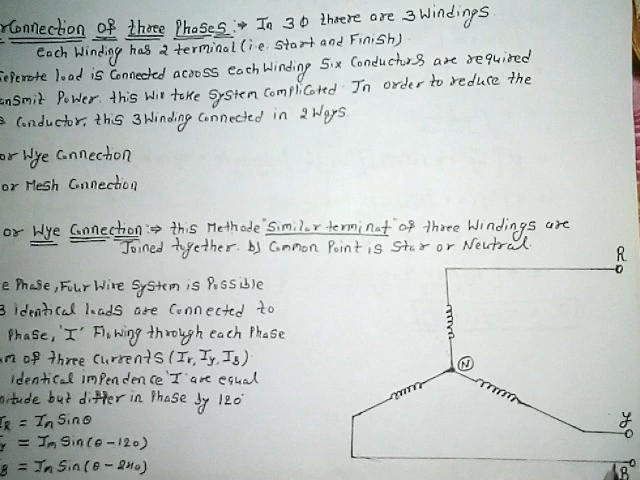 Connection Of three Phases :⇒ In 3 Φ threre are 3 Windings.
each Winding has 2 terminal (i.e. Start and Finish)
Seperate load is Connected across each Winding Six Conductors are required
ansmit Power. this Will take System Complicated. In order to reduce the
Conductor, this 3 Winding Connected in 2 Ways.
or Wye Connection
or Mesh Connection
or Wye Connection :⇒ this Methode "Similar terminat" of three Windings are
Joined together. b) Common Point is Star or Neutral.
e Phase, Four Wire System is Possible
3 identical loads are Connected to
Phase, 'I' Flowing through each Phase
m of three Currents (Ir, Iy, IB)
identical impendence 'I' are equal
nitude but differ in Phase by 120°
IR = Im Sinθ
= Im Sin(θ - 120)
B = Im Sin(θ - 240)
R
N
y
B